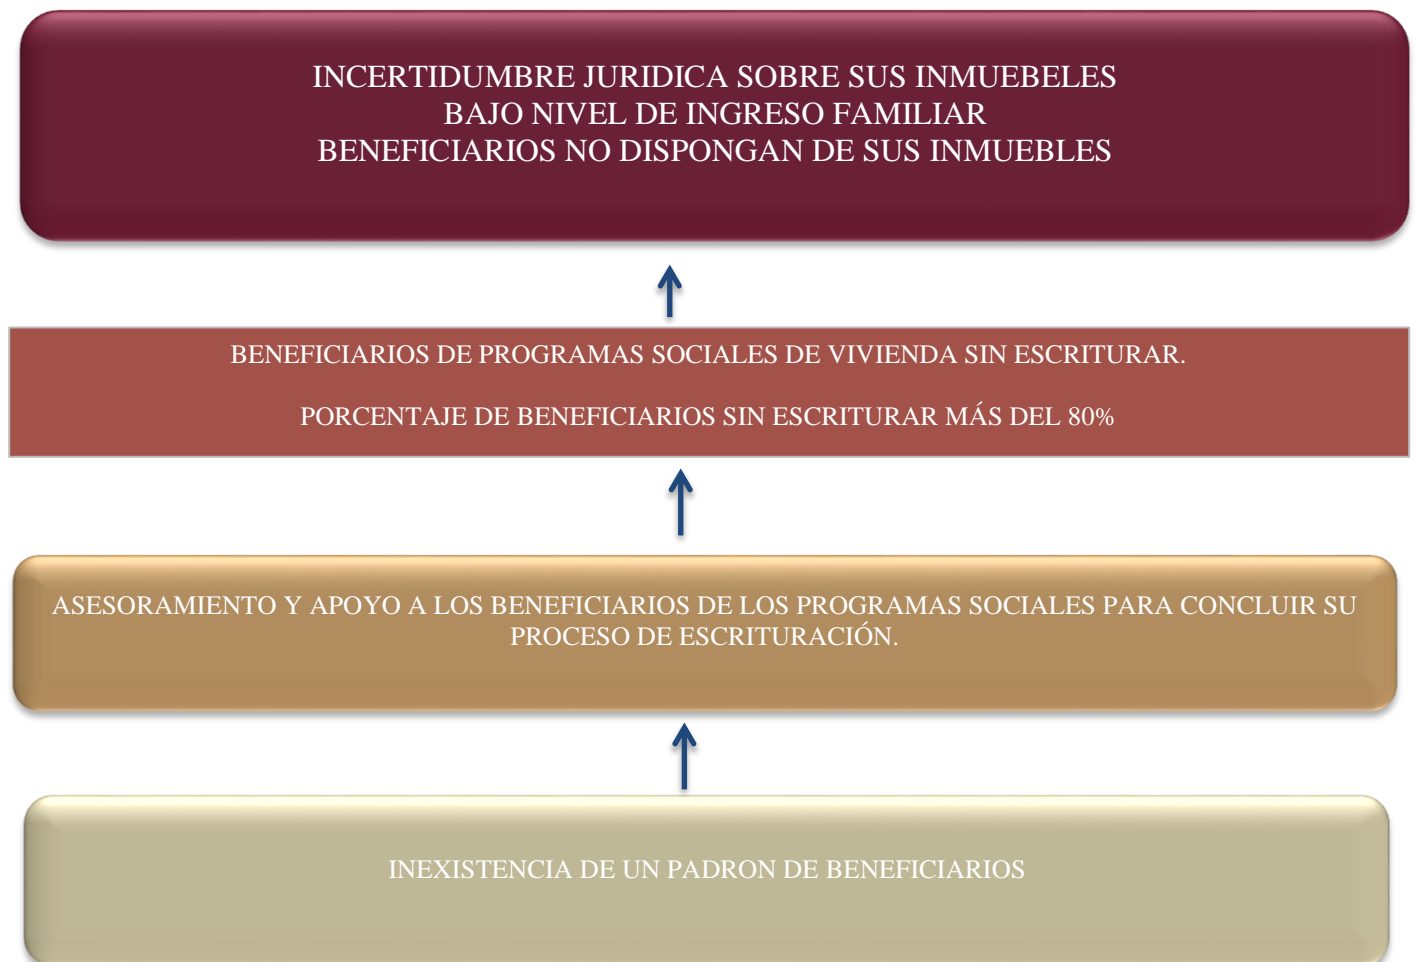 INCERTIDUMBRE JURIDICA SOBRE SUS INMUEBELES
BAJO NIVEL DE INGRESO FAMILIAR
BENEFICIARIOS NO DISPONGAN DE SUS INMUEBLES
BENEFICIARIOS DE PROGRAMAS SOCIALES DE VIVIENDA SIN ESCRITURAR.
PORCENTAJE DE BENEFICIARIOS SIN ESCRITURAR MÁS DEL 80%
ASESORAMIENTO Y APOYO A LOS BENEFICIARIOS DE LOS PROGRAMAS SOCIALES PARA CONCLUIR SU
PROCESO DE ESCRITURACIÓN.
INEXISTENCIA DE UN PADRON DE BENEFICIARIOS